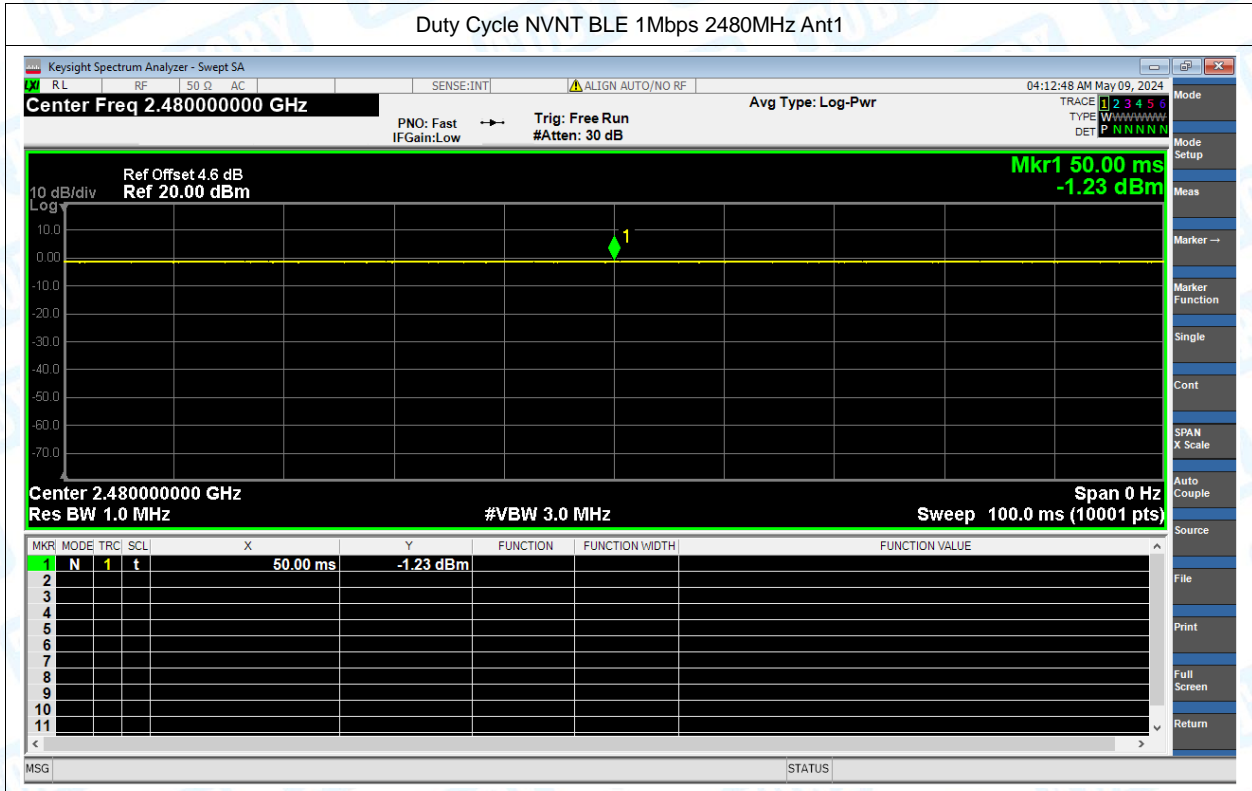 Duty Cycle NVNT BLE 1Mbps 2480MHz Ant1
Keysight Spectrum Analyzer - Swept SA
LXI RL RF 50 Ω AC SENSE:INT ALIGN AUTO/NO RF 04:12:48 AM May 09, 2024
Center Freq 2.480000000 GHz
PNO: Fast
IFGain:Low
Trig: Free Run
#Atten: 30 dB
Avg Type: Log-Pwr
TRACE 1 2 3 4 5 6
TYPE WWWWWW
DET P N N N N N
Ref Offset 4.6 dB
Ref 20.00 dBm
10 dB/div
Log
Mkr1 50.00 ms
-1.23 dBm
10.0
0.00
-10.0
-20.0
-30.0
-40.0
-50.0
-60.0
-70.0
1
Center 2.480000000 GHz Span 0 Hz
Res BW 1.0 MHz #VBW 3.0 MHz Sweep 100.0 ms (10001 pts)
MKR MODE TRC SCL X Y FUNCTION FUNCTION WIDTH FUNCTION VALUE
1 N 1 t 50.00 ms -1.23 dBm
2
3
4
5
6
7
8
9
10
11
MSG STATUS
Mode
Mode
Setup
Meas
Marker →
Marker
Function
Single
Cont
SPAN
X Scale
Auto
Couple
Source
File
Print
Full
Screen
Return